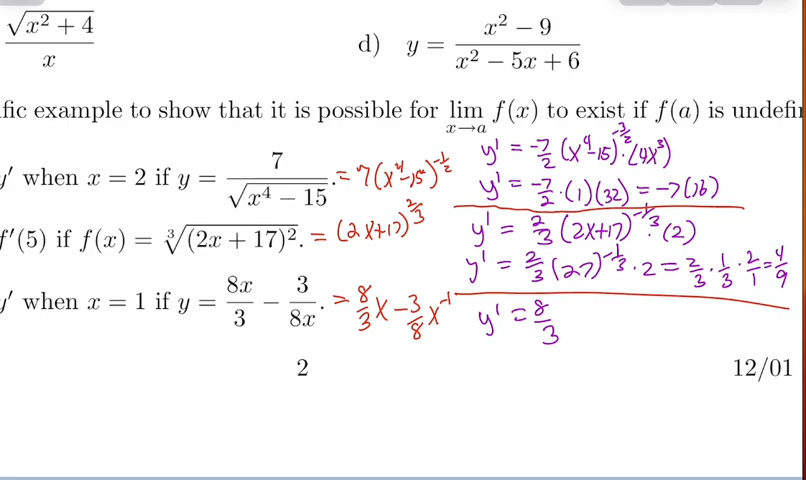 √(x² + 4) / x
d) y = (x² − 9) / (x² − 5x + 6)
fic example to show that it is possible for lim x→a f(x) to exist if f(a) is undefin
y′ when x = 2 if y = 7 / √(x⁴ − 15). = 7(x⁴−15)^(-1/2)
y' = -7/2 (x⁴−15)^(-3/2) · (4x³)
y' = -7/2 · (1)(32) = −7(16)
f′(5) if f(x) = ∛((2x + 17)²). = (2x+17)^(2/3)
y' = 2/3 (2x+17)^(-1/3) · (2)
y' = 2/3 (27)^(-1/3) · 2 = 2/3 · 1/3 · 2/1 = 4/9
y′ when x = 1 if y = 8x/3 − 3/(8x). = 8/3 x − 3/8 x^(-1)
y' = 8/3
2
12/01